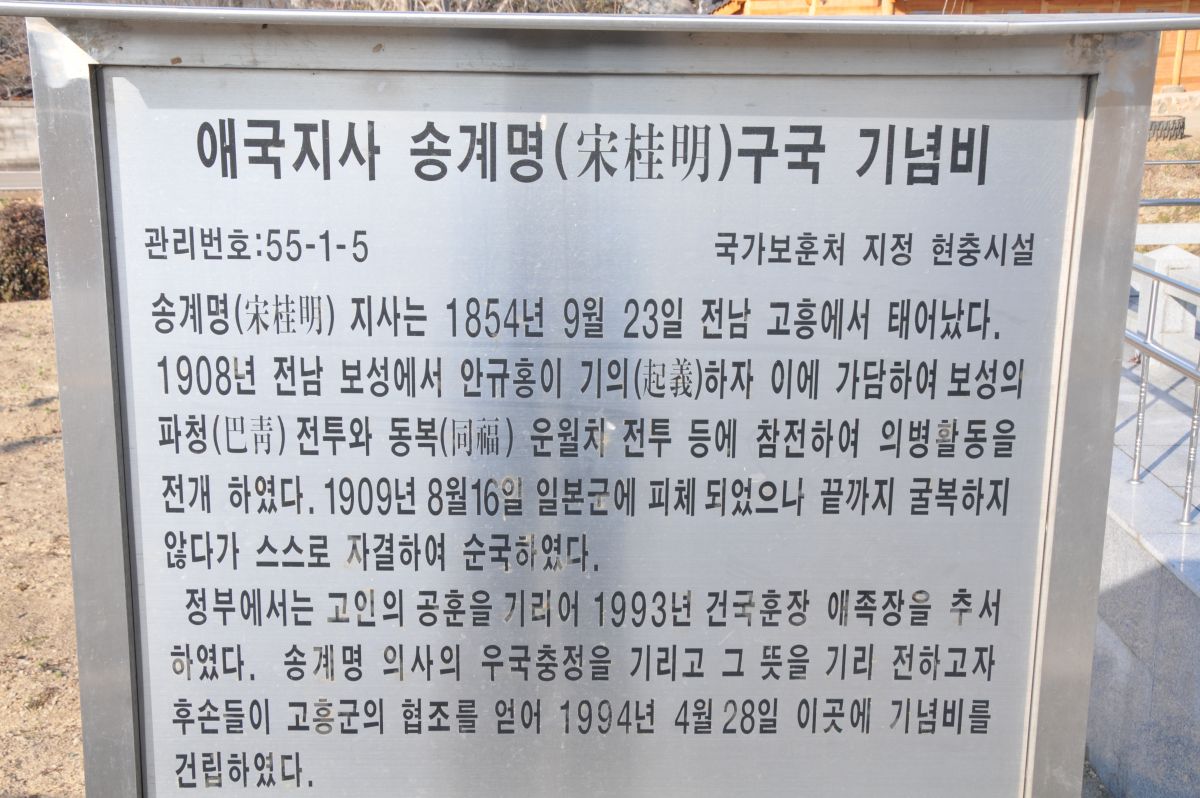 애국지사 송계명(宋桂明)구국 기념비
관리번호:55-1-5 국가보훈처 지정 현충시설
송계명(宋桂明) 지사는 1854년 9월 23일 전남 고흥에서 태어났다.
1908년 전남 보성에서 안규홍이 기의(起義)하자 이에 가담하여 보성의
파청(巴靑) 전투와 동복(同福) 운월치 전투 등에 참전하여 의병활동을
전개 하였다. 1909년 8월16일 일본군에 피체 되었으나 끝까지 굴복하지
않다가 스스로 자결하여 순국하였다.
정부에서는 고인의 공훈을 기리어 1993년 건국훈장 애족장을 추서
하였다. 송계명 의사의 우국충정을 기리고 그 뜻을 기리 전하고자
후손들이 고흥군의 협조를 얻어 1994년 4월 28일 이곳에 기념비를
건립하였다.